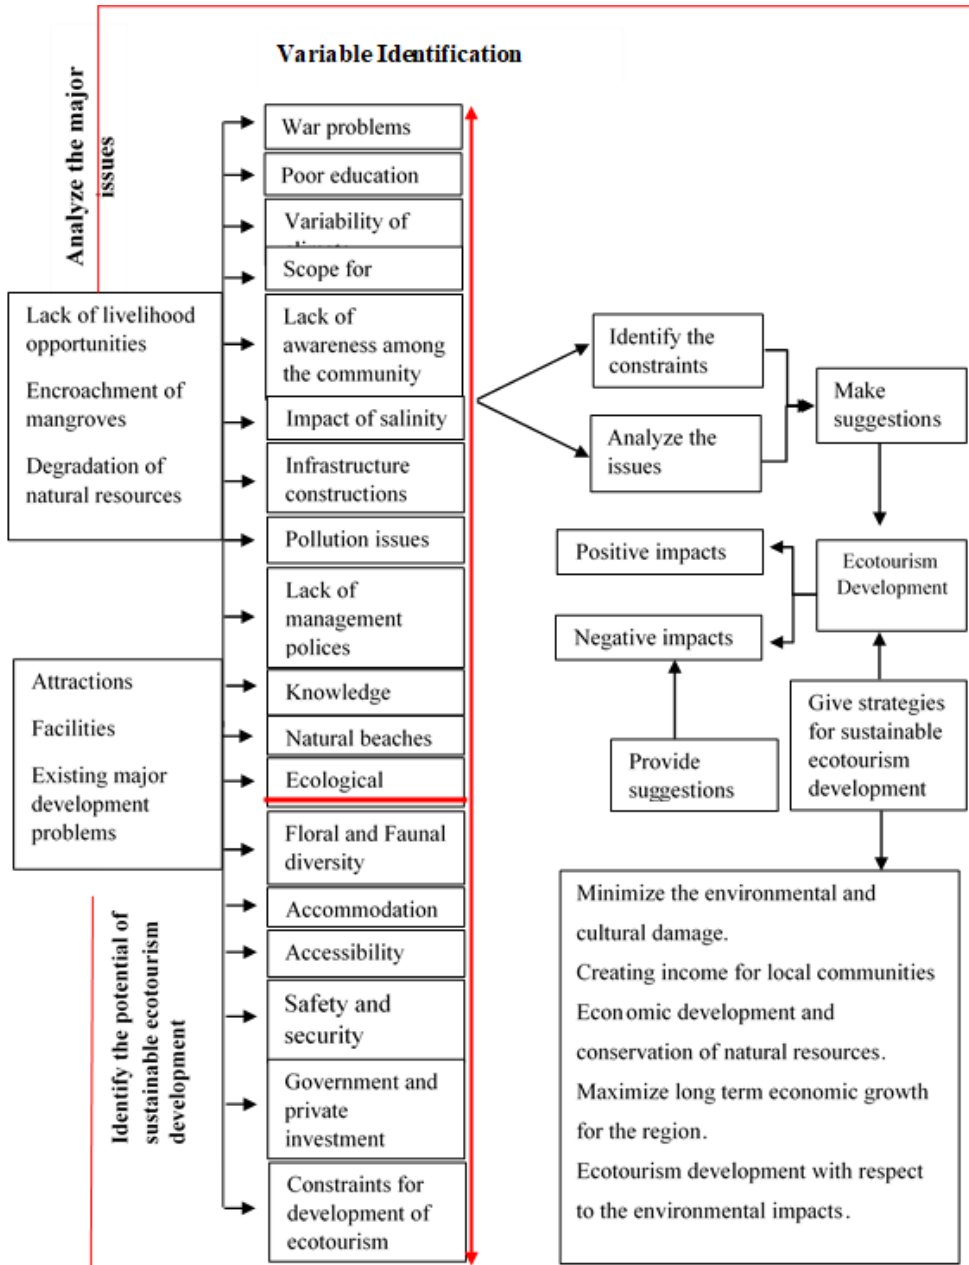 Variable Identification
Analyze the major
issues
War problems
Poor education
Variability of
Scope for
Lack of
awareness among
the community
Impact of salinity
Infrastructure
constructions
Pollution issues
Lack of
management
polices
Knowledge
Natural beaches
Ecological
Floral and Faunal
diversity
Accommodation
Accessibility
Safety and
security
Government and
private
investment
Constraints for
development of
ecotourism
Lack of livelihood
opportunities
Encroachment of
mangroves
Degradation of
natural resources
Attractions
Facilities
Existing major
development
problems
Identify the potential of
sustainable ecotourism
development
Identify the
constraints
Analyze the
issues
Make
suggestions
Positive impacts
Negative impacts
Ecotourism
Development
Provide
suggestions
Give strategies
for sustainable
ecotourism
development
Minimize the environmental and
cultural damage.
Creating income for local communities
Economic development and
conservation of natural resources.
Maximize long term economic growth
for the region.
Ecotourism development with respect
to the environmental impacts.